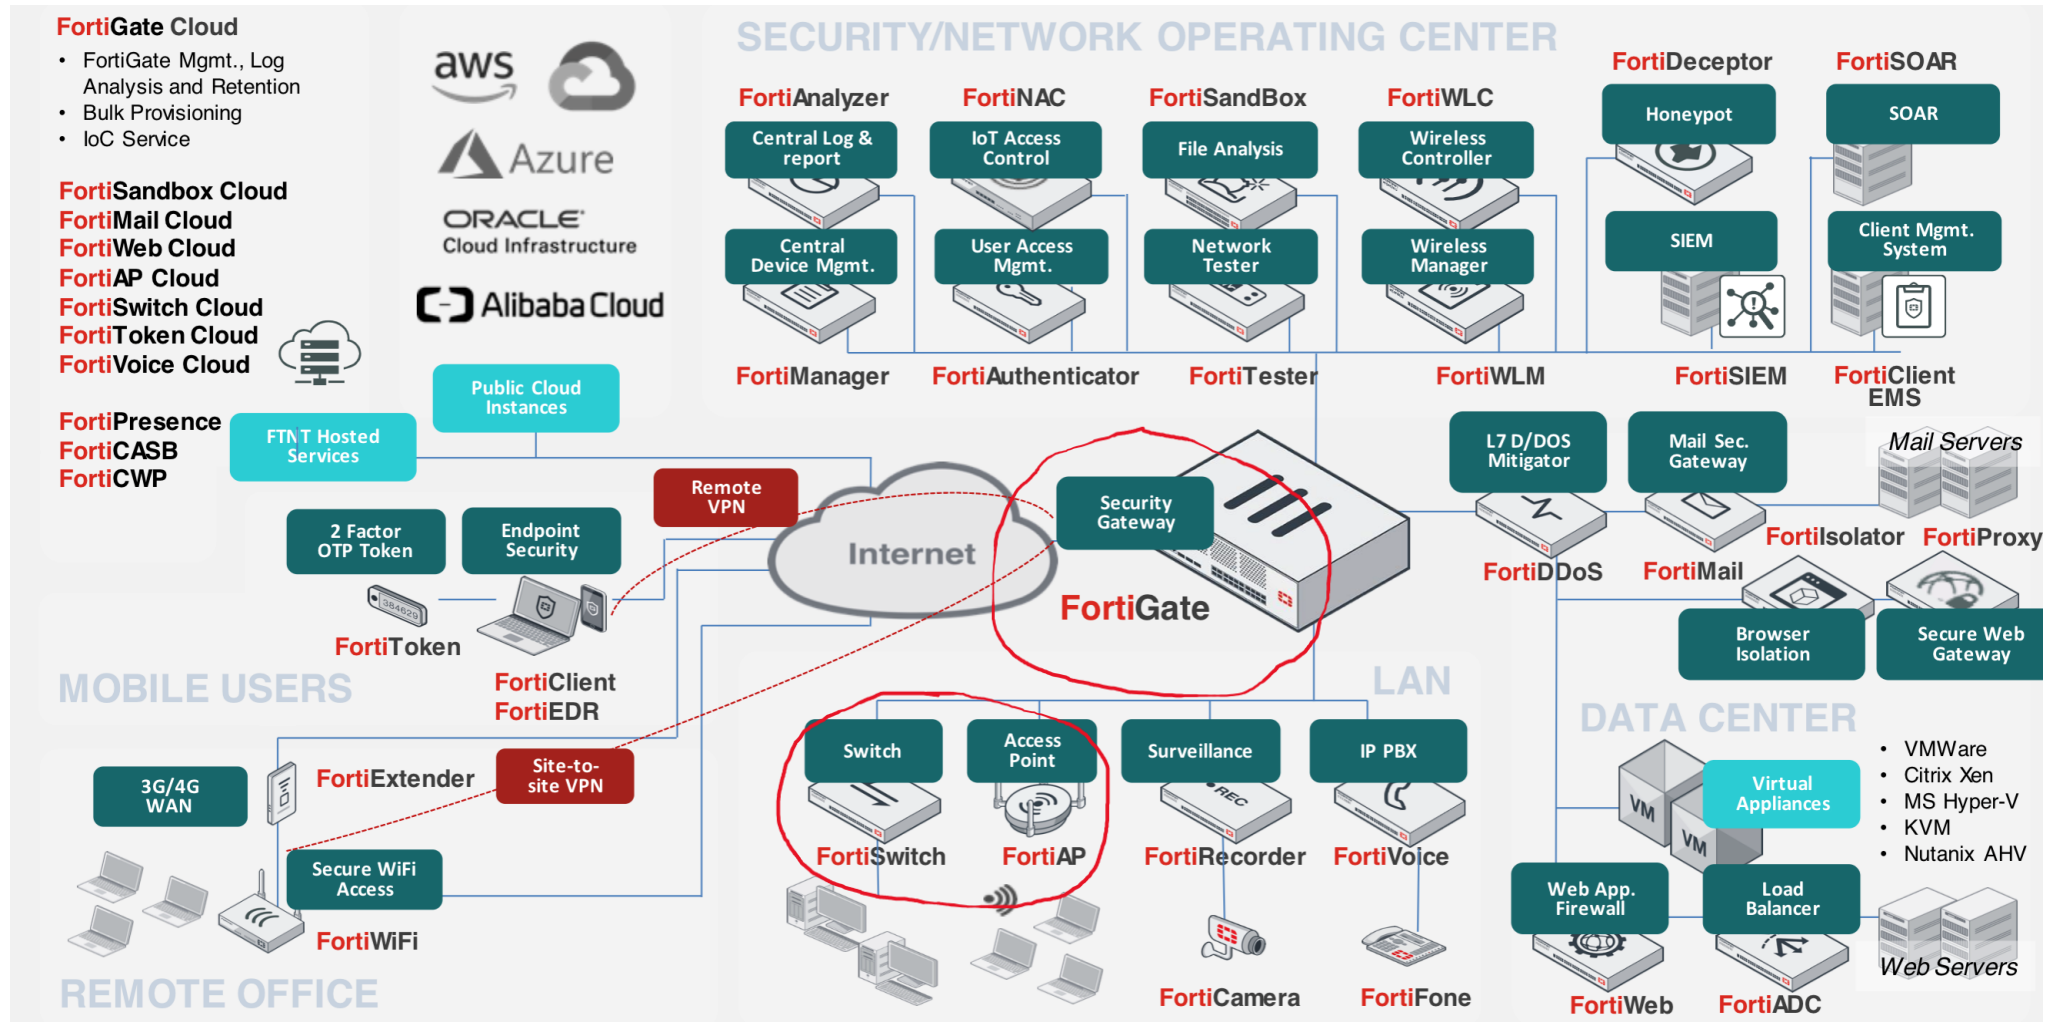 FortiGate Cloud
• FortiGate Mgmt., Log
Analysis and Retention
• Bulk Provisioning
• IoC Service
FortiSandbox Cloud
FortiMail Cloud
FortiWeb Cloud
FortiAP Cloud
FortiSwitch Cloud
FortiToken Cloud
FortiVoice Cloud
FortiPresence
FortiCASB
FortiCWP
FTNT Hosted
Services
aws
Azure
ORACLE
Cloud Infrastructure
Alibaba Cloud
Public Cloud
Instances
SECURITY/NETWORK OPERATING CENTER
FortiAnalyzer
Central Log &
report
FortiNAC
IoT Access
Control
FortiSandBox
File Analysis
FortiWLC
Wireless
Controller
FortiDeceptor
Honeypot
FortiSOAR
SOAR
Central
Device Mgmt.
FortiManager
User Access
Mgmt.
FortiAuthenticator
Network
Tester
FortiTester
Wireless
Manager
FortiWLM
SIEM
FortiSIEM
Client Mgmt.
System
FortiClient
EMS
Remote
VPN
Internet
Security
Gateway
FortiGate
2 Factor
OTP Token
384629
FortiToken
Endpoint
Security
FortiClient
FortiEDR
MOBILE USERS
3G/4G
WAN
FortiExtender
Site-to-
site VPN
Secure WiFi
Access
FortiWiFi
REMOTE OFFICE
LAN
Switch
FortiSwitch
Access
Point
FortiAP
Surveillance
REC
FortiRecorder
IP PBX
FortiVoice
FortiCamera
FortiFone
L7 D/DOS
Mitigator
FortiDDoS
Mail Sec.
Gateway
FortiMail
Mail Servers
FortiIsolator
Browser
Isolation
FortiProxy
Secure Web
Gateway
DATA CENTER
VM
VM
Virtual
Appliances
• VMWare
• Citrix Xen
• MS Hyper-V
• KVM
• Nutanix AHV
Web App.
Firewall
FortiWeb
Load
Balancer
FortiADC
Web Servers